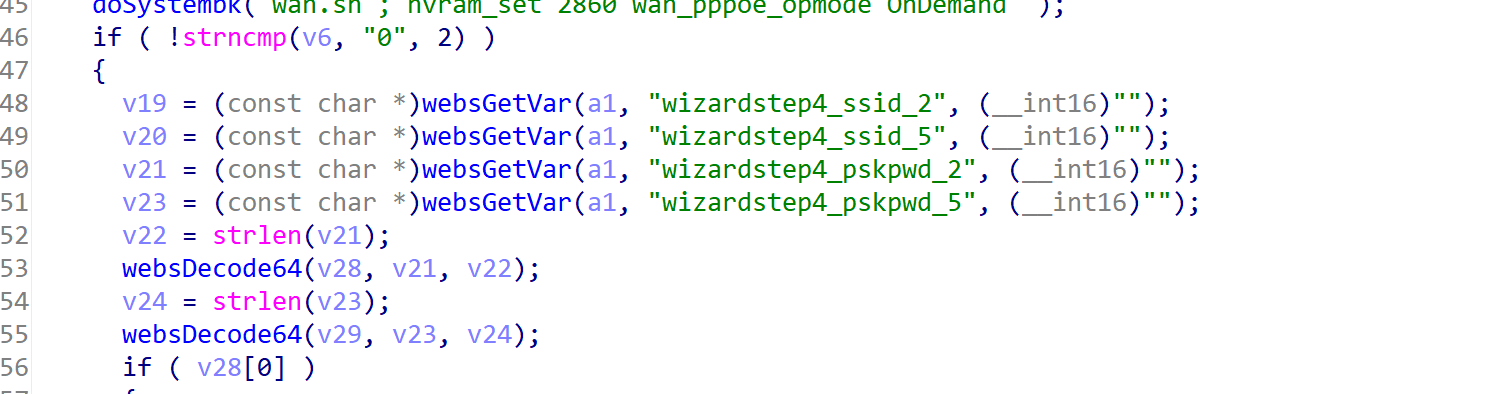 45 doSystembk("wan.sh ; nvram_set 2860 wan_pppoe_opmode OnDemand ");
46 if ( !strncmp(v6, "0", 2) )
47 {
48 v19 = (const char *)websGetVar(a1, "wizardstep4_ssid_2", (__int16)"");
49 v20 = (const char *)websGetVar(a1, "wizardstep4_ssid_5", (__int16)"");
50 v21 = (const char *)websGetVar(a1, "wizardstep4_pskpwd_2", (__int16)"");
51 v23 = (const char *)websGetVar(a1, "wizardstep4_pskpwd_5", (__int16)"");
52 v22 = strlen(v21);
53 websDecode64(v28, v21, v22);
54 v24 = strlen(v23);
55 websDecode64(v29, v23, v24);
56 if ( v28[0] )